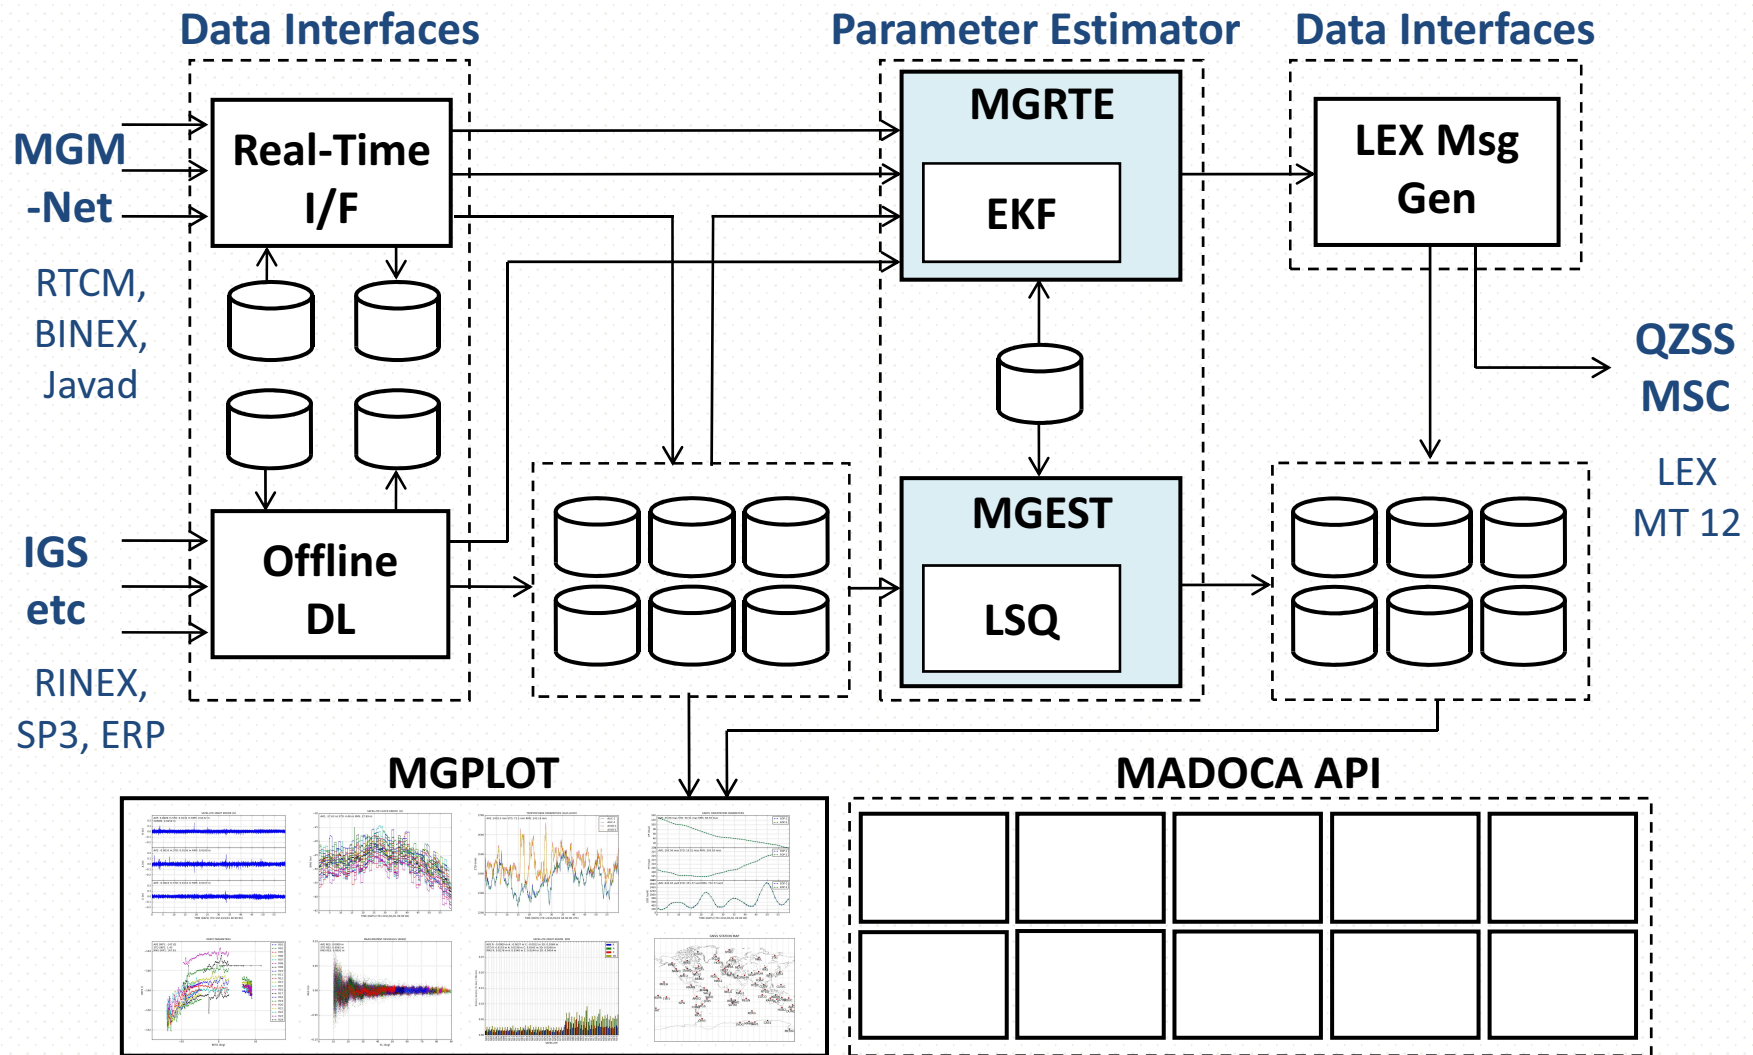 Data Interfaces
Parameter Estimator
Data Interfaces
MGM
-Net
RTCM,
BINEX,
Javad
IGS
etc
RINEX,
SP3, ERP
Real-Time
I/F
Offline
DL
MGRTE
EKF
MGEST
LSQ
LEX Msg
Gen
QZSS
MSC
LEX
MT 12
MGPLOT
MADOCA API